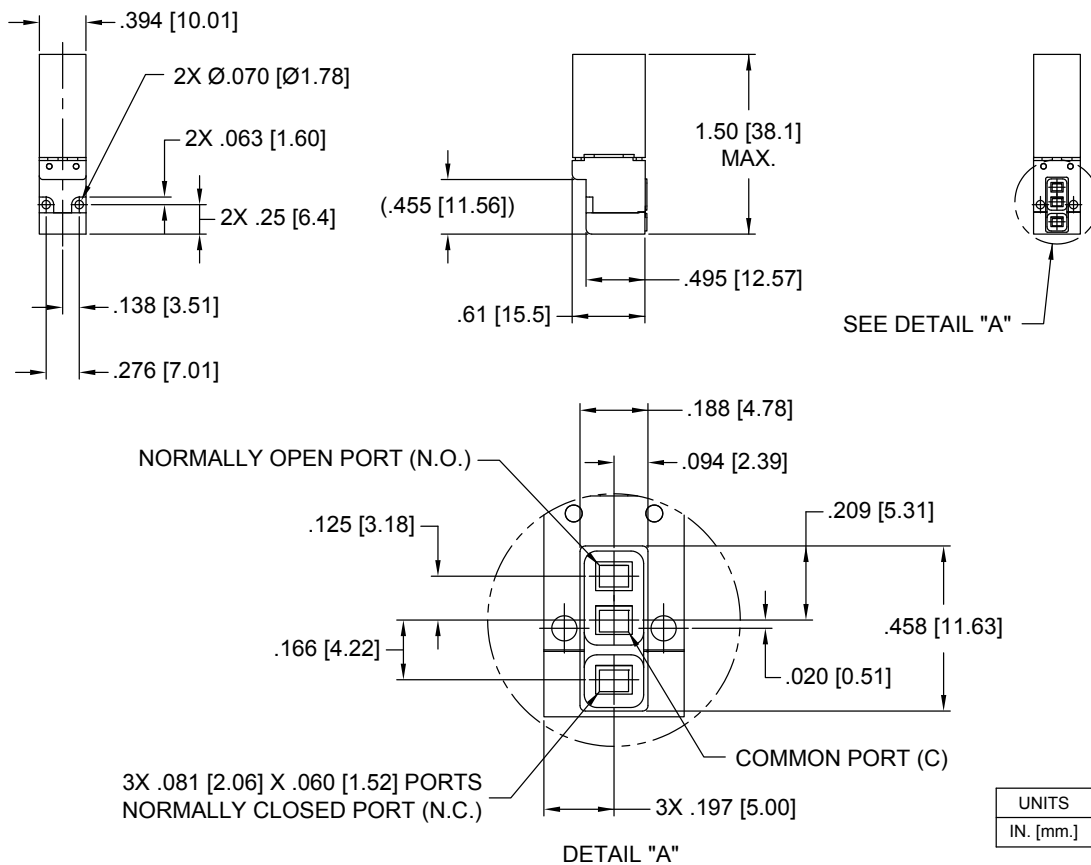 .394 [10.01]
2X Ø.070 [Ø1.78]
2X .063 [1.60]
2X .25 [6.4]
.138 [3.51]
.276 [7.01]
1.50 [38.1]
MAX.
(.455 [11.56])
.495 [12.57]
.61 [15.5]
SEE DETAIL "A"
.188 [4.78]
NORMALLY OPEN PORT (N.O.)
.094 [2.39]
.125 [3.18]
.209 [5.31]
.166 [4.22]
.458 [11.63]
.020 [0.51]
COMMON PORT (C)
3X .081 [2.06] X .060 [1.52] PORTS
NORMALLY CLOSED PORT (N.C.)
3X .197 [5.00]
DETAIL "A"
UNITS
IN. [mm.]